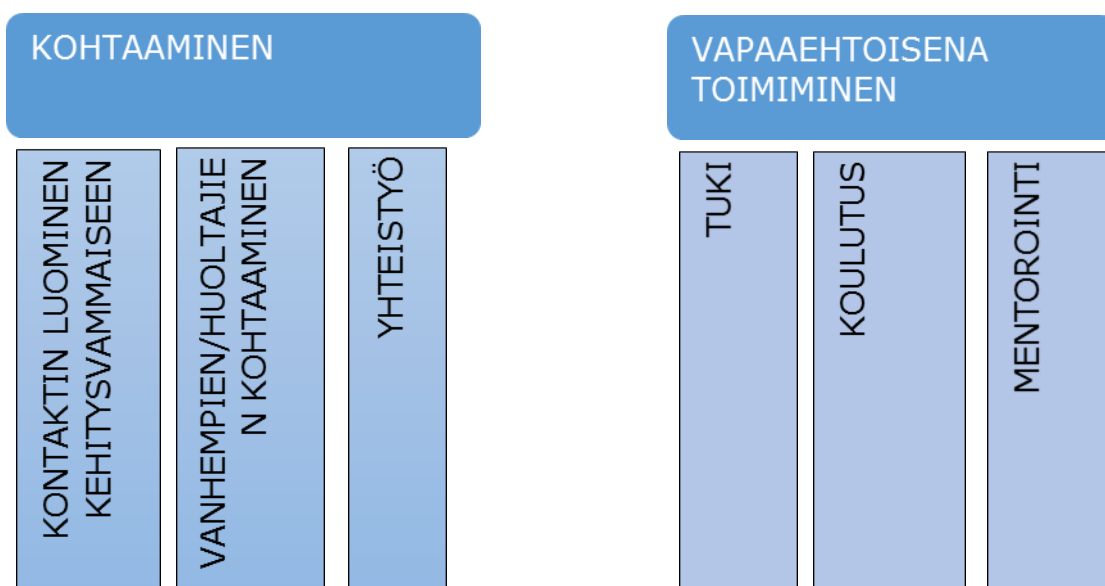 KOHTAAMINEN
KONTAKTIN LUOMINEN
KEHITYSVAMMAISEEN
VANHEMPIEN/HUOLTAJIE
N KOHTAAMINEN
YHTEISTYÖ
VAPAAEHTOISENA
TOIMIMINEN
TUKI
KOULUTUS
MENTOROINTI